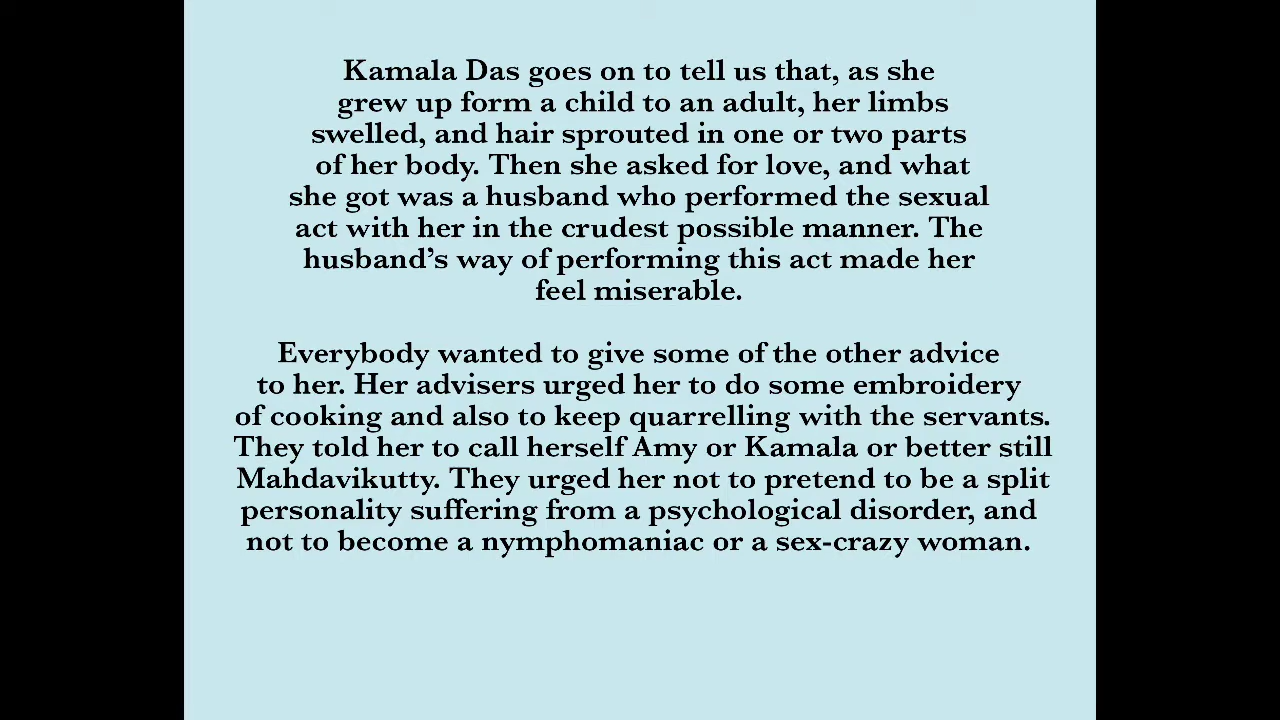 Kamala Das goes on to tell us that, as she
grew up form a child to an adult, her limbs
swelled, and hair sprouted in one or two parts
of her body. Then she asked for love, and what
she got was a husband who performed the sexual
act with her in the crudest possible manner. The
husband’s way of performing this act made her
feel miserable.
Everybody wanted to give some of the other advice
to her. Her advisers urged her to do some embroidery
of cooking and also to keep quarrelling with the servants.
They told her to call herself Amy or Kamala or better still
Mahdavikutty. They urged her not to pretend to be a split
personality suffering from a psychological disorder, and
not to become a nymphomaniac or a sex-crazy woman.